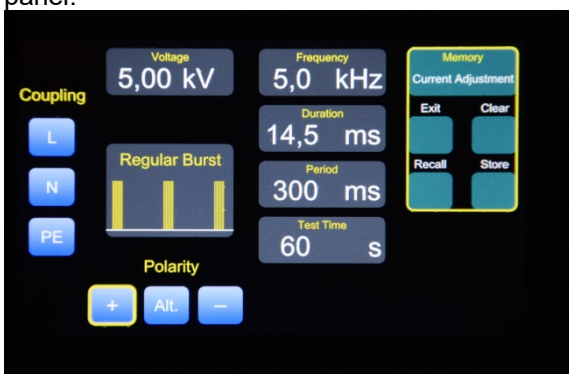 panel.
Voltage
5,00 kV
Frequency
5,0 kHz
Memory
Current Adjustment
Coupling
Duration
14,5 ms
Exit Clear
L
Regular Burst
Period
300 ms
Recall Store
N
Test Time
60 s
PE
Polarity
+ Alt. −